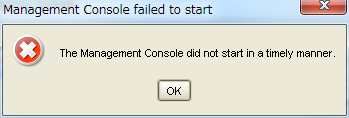 Management Console failed to start
The Management Console did not start in a timely manner.
OK